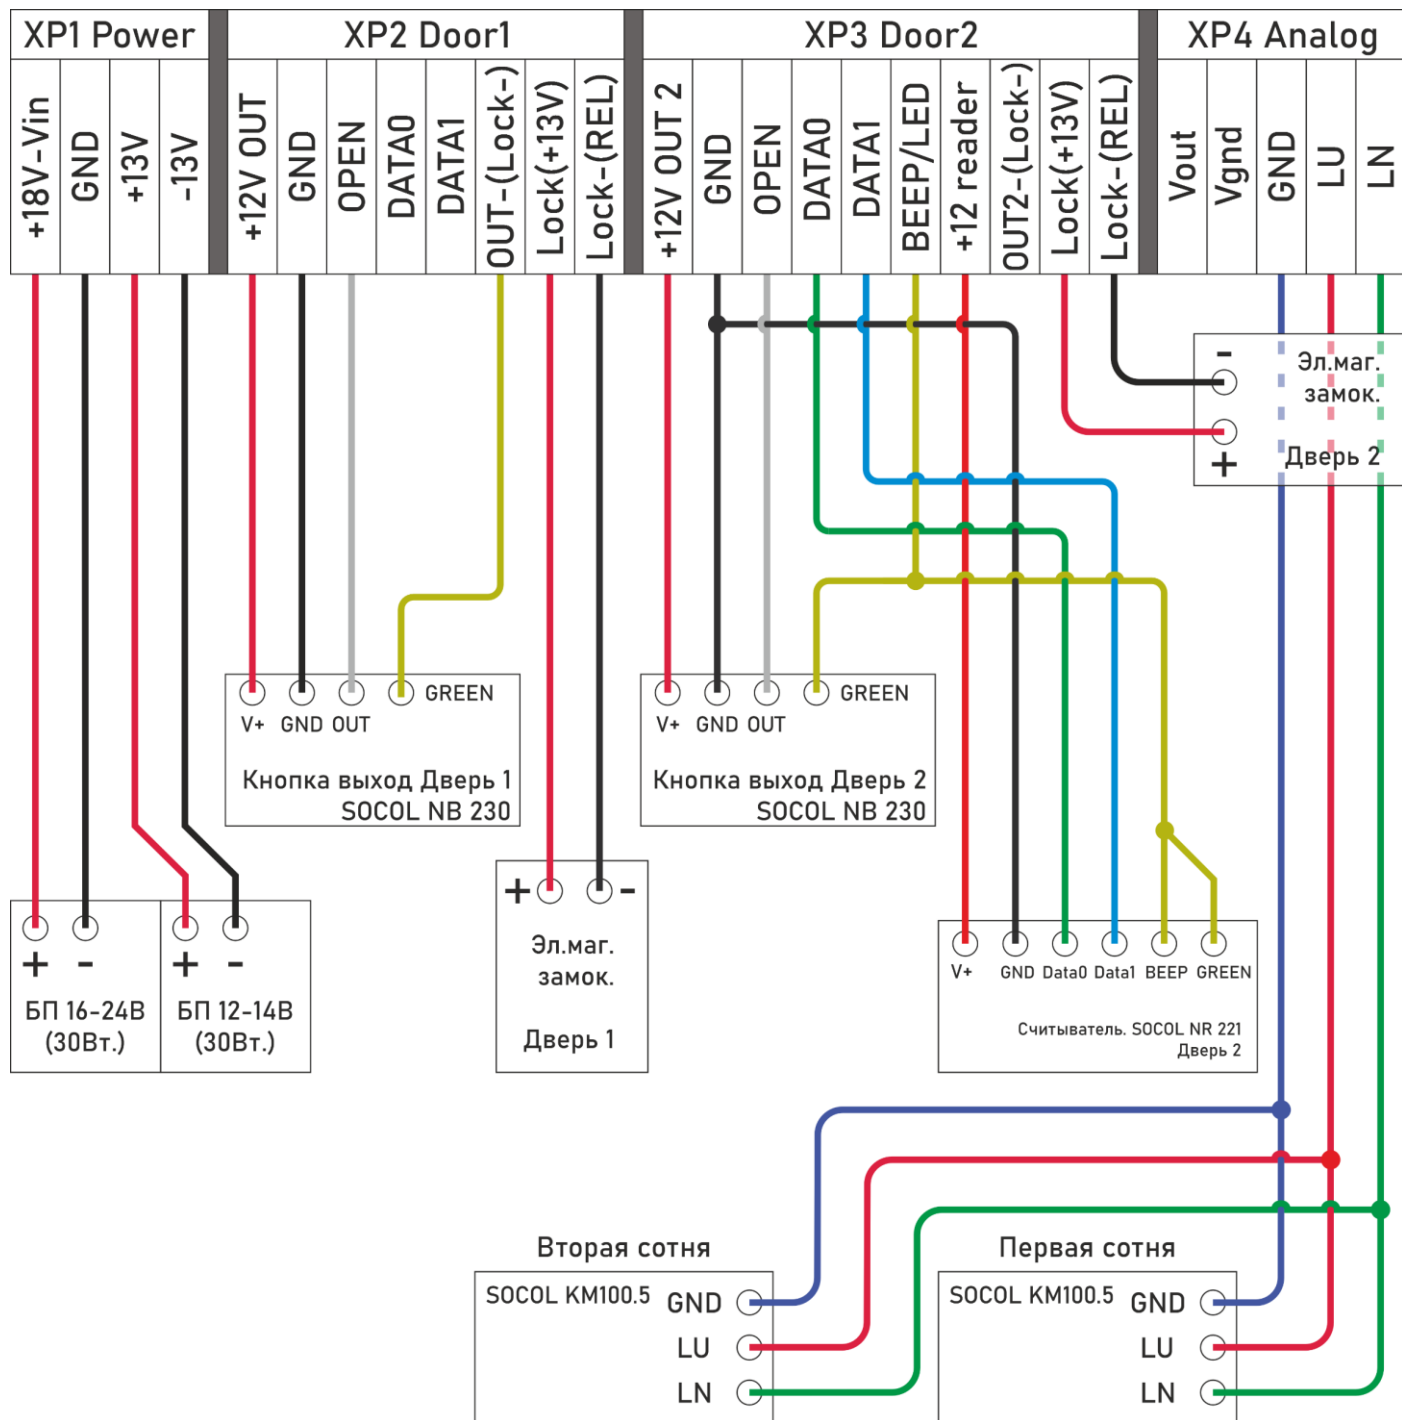 XP1 Power
XP2 Door1
XP3 Door2
XP4 Analog
+18V-Vin
GND
+13V
-13V
+12V OUT
GND
OPEN
DATA0
DATA1
OUT-(Lock-)
Lock(+13V)
Lock-(REL)
+12V OUT 2
GND
OPEN
DATA0
DATA1
BEEP/LED
+12 reader
OUT2-(Lock-)
Lock(+13V)
Lock-(REL)
Vout
Vgnd
GND
LU
LN
-
Эл.маг.
замок.
+
Дверь 2
GREEN
V+ GND OUT
Кнопка выход Дверь 1
SOCOL NB 230
GREEN
V+ GND OUT
Кнопка выход Дверь 2
SOCOL NB 230
+ -
Эл.маг.
замок.
Дверь 1
+ -
БП 16-24В
(30Вт.)
+ -
БП 12-14В
(30Вт.)
V+ GND Data0 Data1 BEEP GREEN
Считыватель. SOCOL NR 221
Дверь 2
Вторая сотня
SOCOL KM100.5 GND
LU
LN
Первая сотня
SOCOL KM100.5 GND
LU
LN